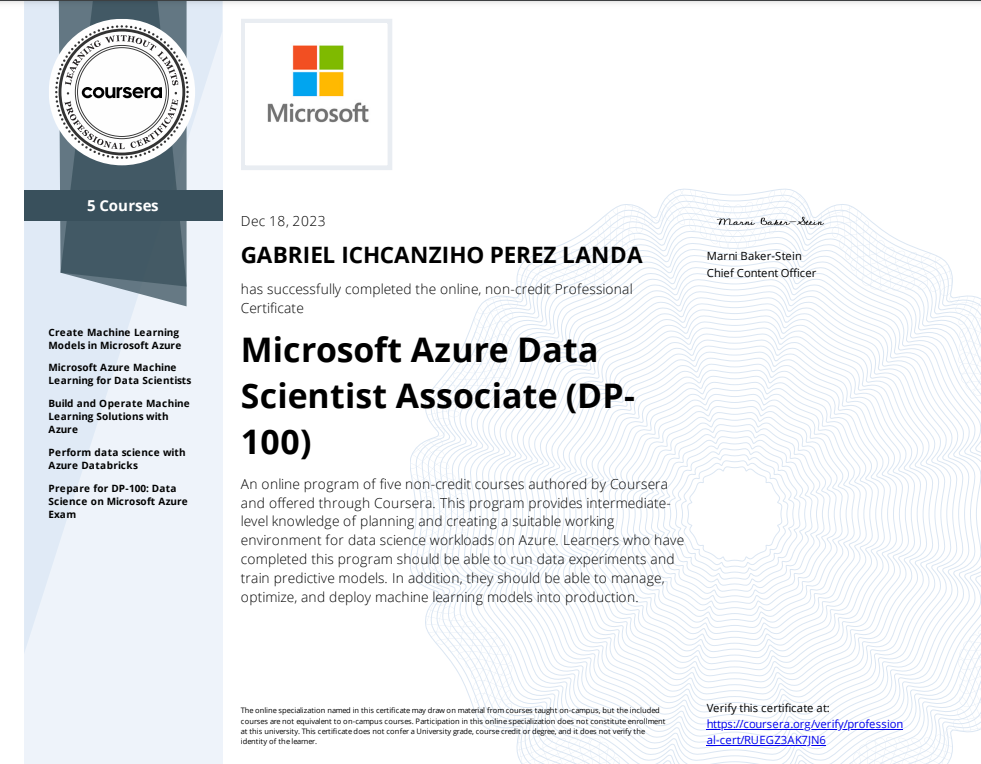 LEARNING WITHOUT LIMITS
coursera
PROFESSIONAL CERTIFICATE
Microsoft
5 Courses
Create Machine Learning
Models in Microsoft Azure
Microsoft Azure Machine
Learning for Data Scientists
Build and Operate Machine
Learning Solutions with
Azure
Perform data science with
Azure Databricks
Prepare for DP-100: Data
Science on Microsoft Azure
Exam
Dec 18, 2023
GABRIEL ICHCANZIHO PEREZ LANDA
has successfully completed the online, non-credit Professional
Certificate
Microsoft Azure Data
Scientist Associate (DP-
100)
An online program of five non-credit courses authored by Coursera
and offered through Coursera. This program provides intermediate-
level knowledge of planning and creating a suitable working
environment for data science workloads on Azure. Learners who have
completed this program should be able to run data experiments and
train predictive models. In addition, they should be able to manage,
optimize, and deploy machine learning models into production.
Marni Baker-Stein
Marni Baker-Stein
Chief Content Officer
The online specialization named in this certificate may draw on material from courses taught on-campus, but the included
courses are not equivalent to on-campus courses. Participation in this online specialization does not constitute enrollment
at this university. This certificate does not confer a University grade, course credit or degree, and it does not verify the
identity of the learner.
Verify this certificate at:
https://coursera.org/verify/profession
al-cert/RUEGZ3AK7JN6